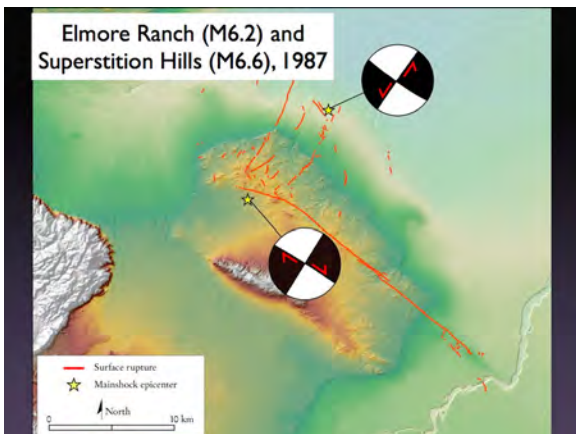 Elmore Ranch (M6.2) and
Superstition Hills (M6.6), 1987
Surface rupture
Mainshock epicenter
North
0 10 km